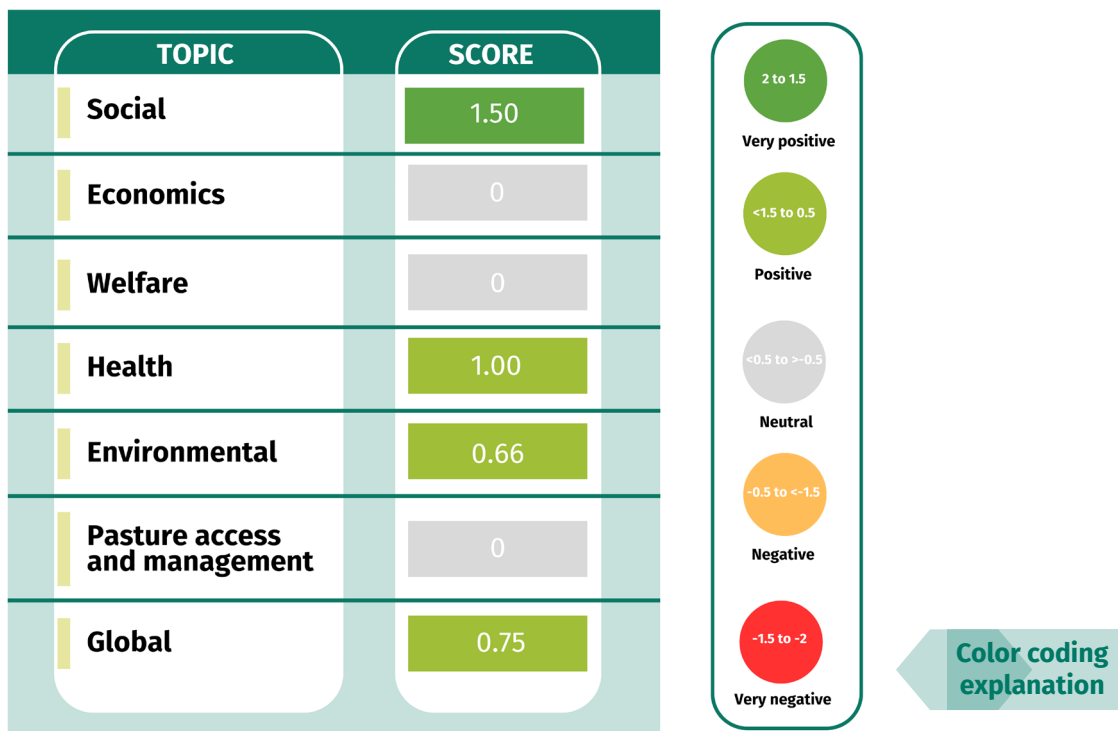 TOPIC SCORE
Social 1.50
Economics 0
Welfare 0
Health 1.00
Environmental 0.66
Pasture access
and management 0
Global 0.75
2 to 1.5
Very positive
<1.5 to 0.5
Positive
<0.5 to >-0.5
Neutral
-0.5 to <-1.5
Negative
-1.5 to -2
Very negative
Color coding
explanation